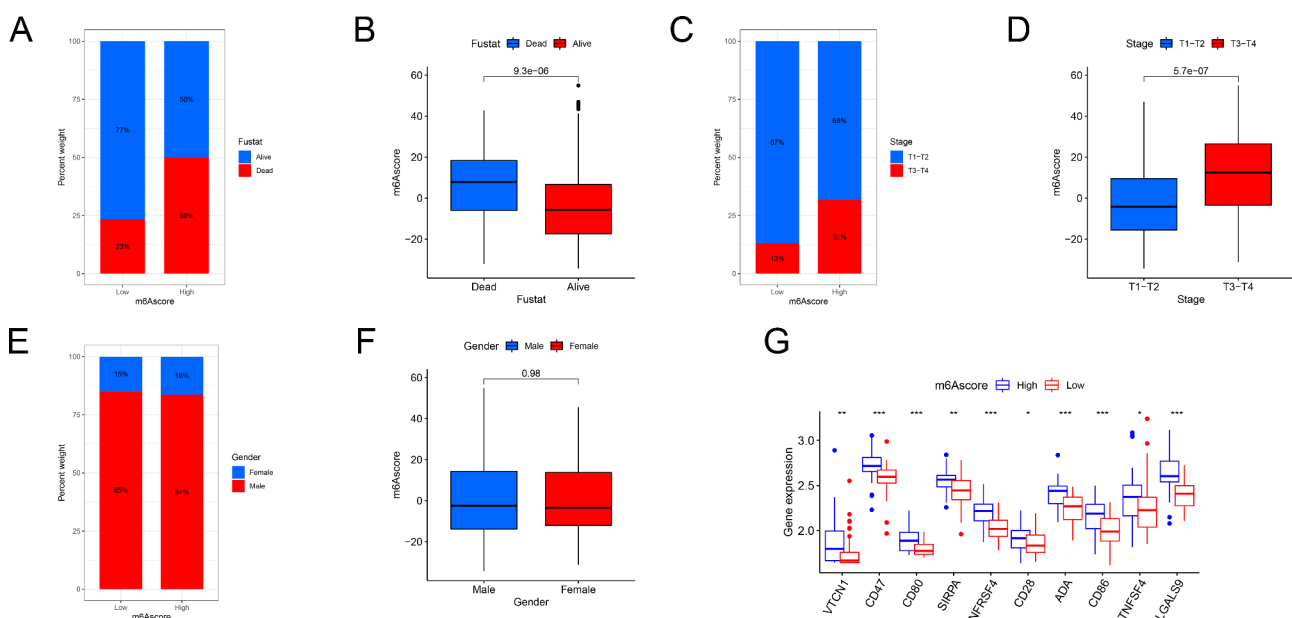 A
100
75
50
25
0
Percent weight
77%
23%
50%
50%
Low
High
m6Ascore
Fustat
Alive
Dead
B
Fustat Dead Alive
9.3e−06
60
40
20
0
−20
m6Ascore
Dead
Alive
Fustat
C
100
75
50
25
0
Percent weight
87%
13%
68%
32%
Low
High
m6Ascore
Stage
T1−T2
T3−T4
D
Stage T1−T2 T3−T4
5.7e−07
60
40
20
0
−20
m6Ascore
T1−T2
T3−T4
Stage
E
100
75
50
25
0
Percent weight
15%
85%
16%
84%
Low
High
m6Ascore
Gender
Female
Male
F
Gender Male Female
0.98
60
40
20
0
−20
m6Ascore
Male
Female
Gender
G
m6Ascore High Low
** *** *** ** *** * *** *** * ***
3.0
2.5
2.0
Gene expression
VTCN1
CD47
CD80
SIRPA
NFRSF4
CD28
ADA
CD86
TNFSF4
LGALS9